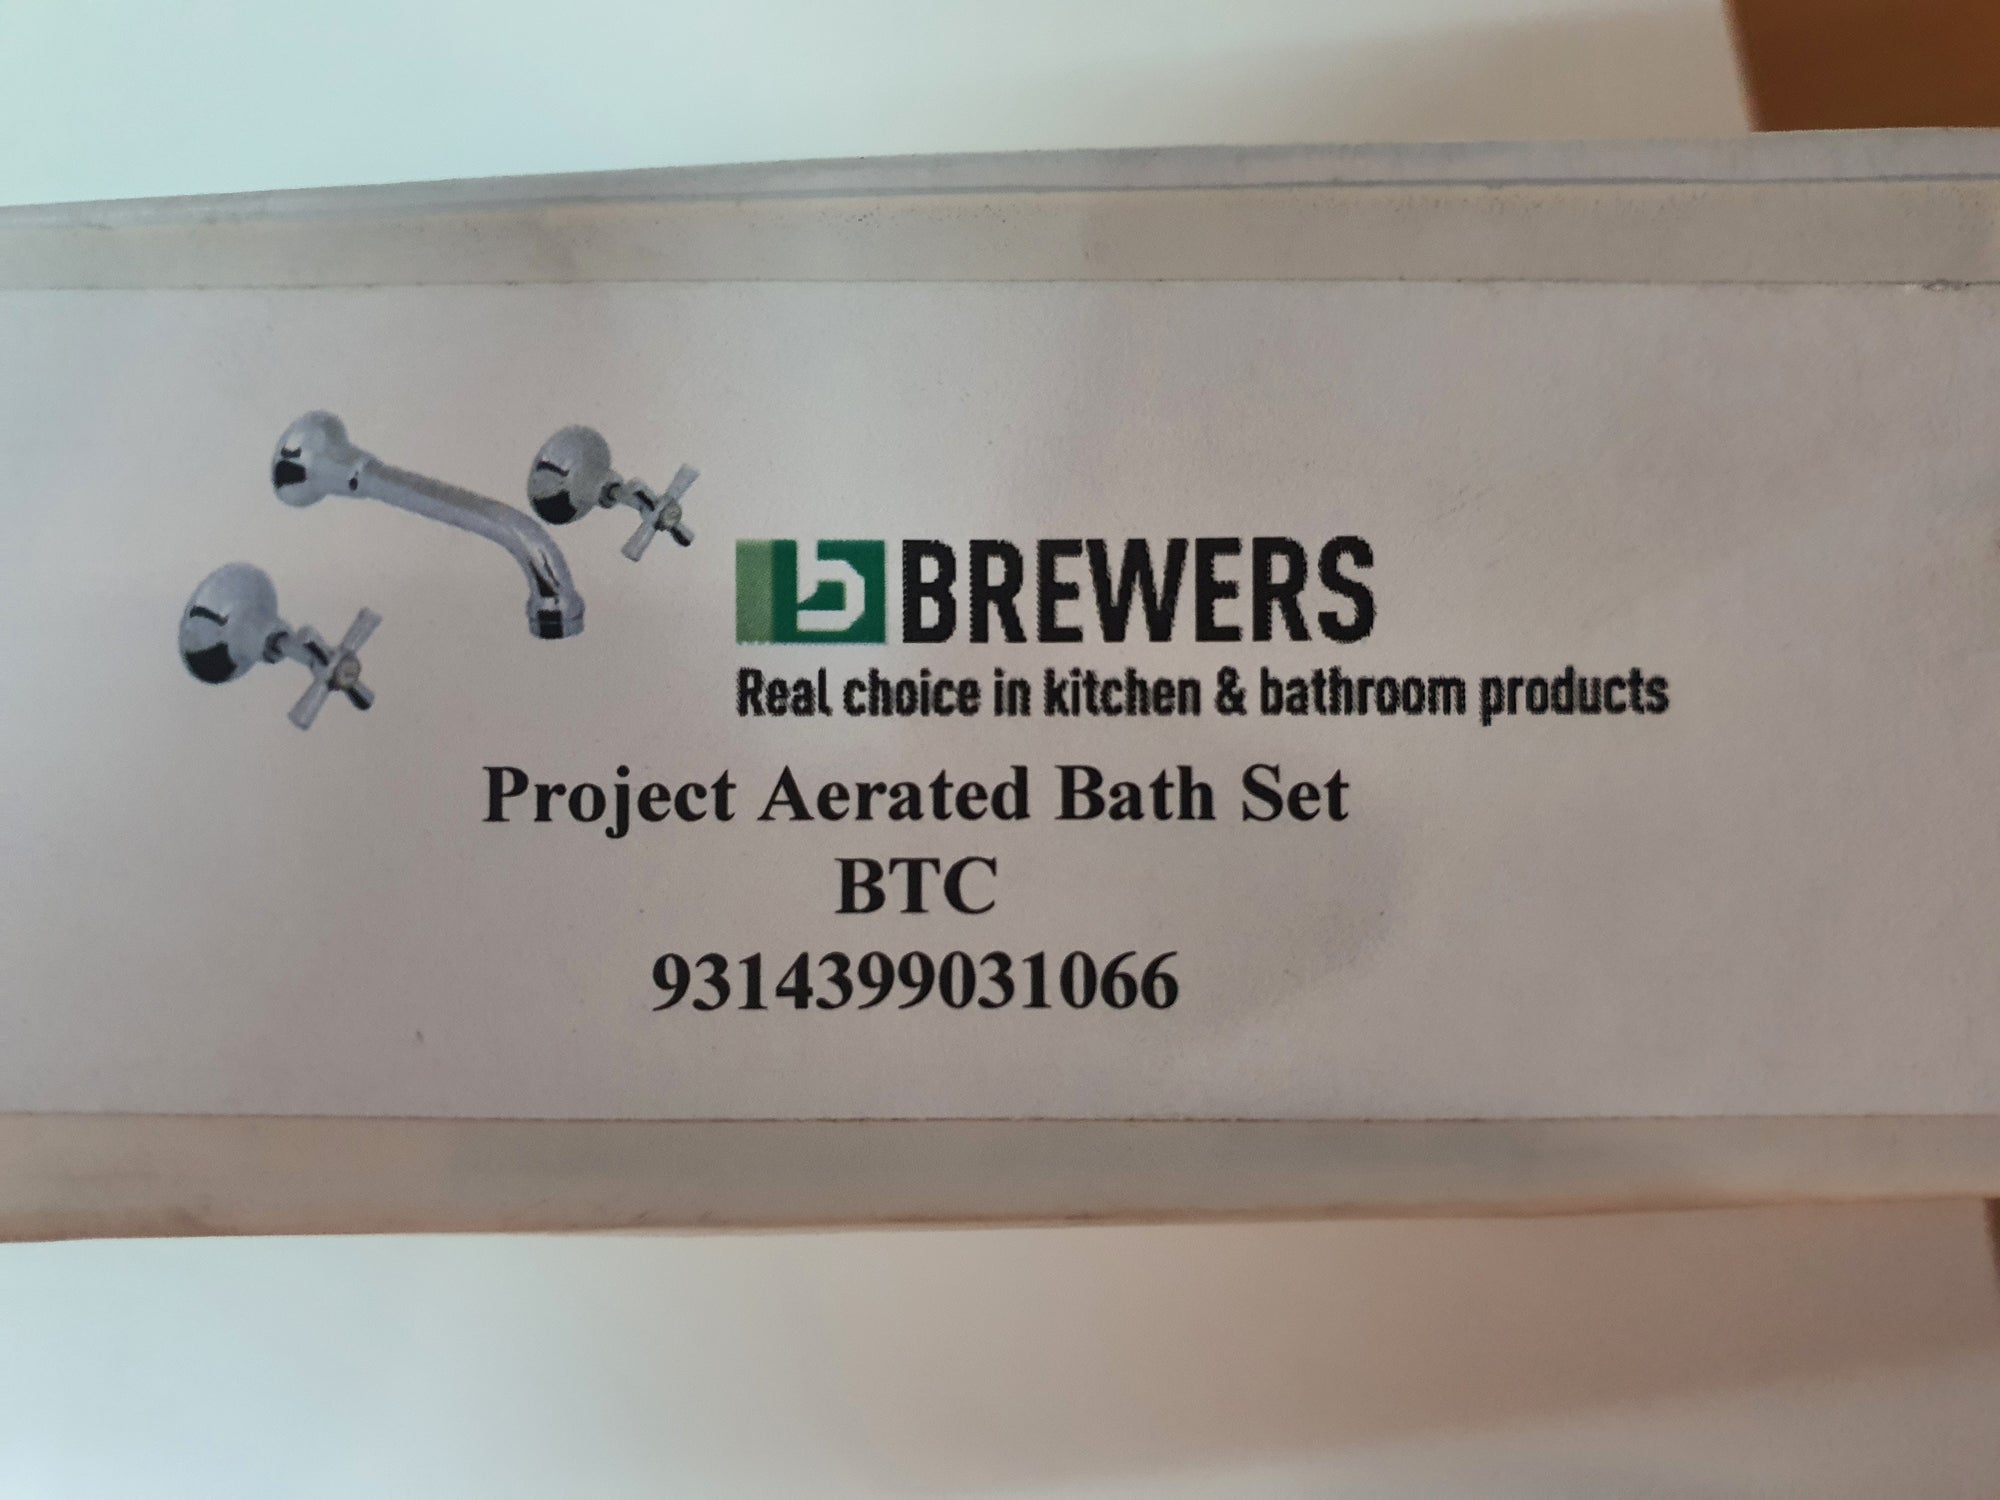 BREWERS
Real choice in kitchen & bathroom products
Project Aerated Bath Set
BTC
9314399031066